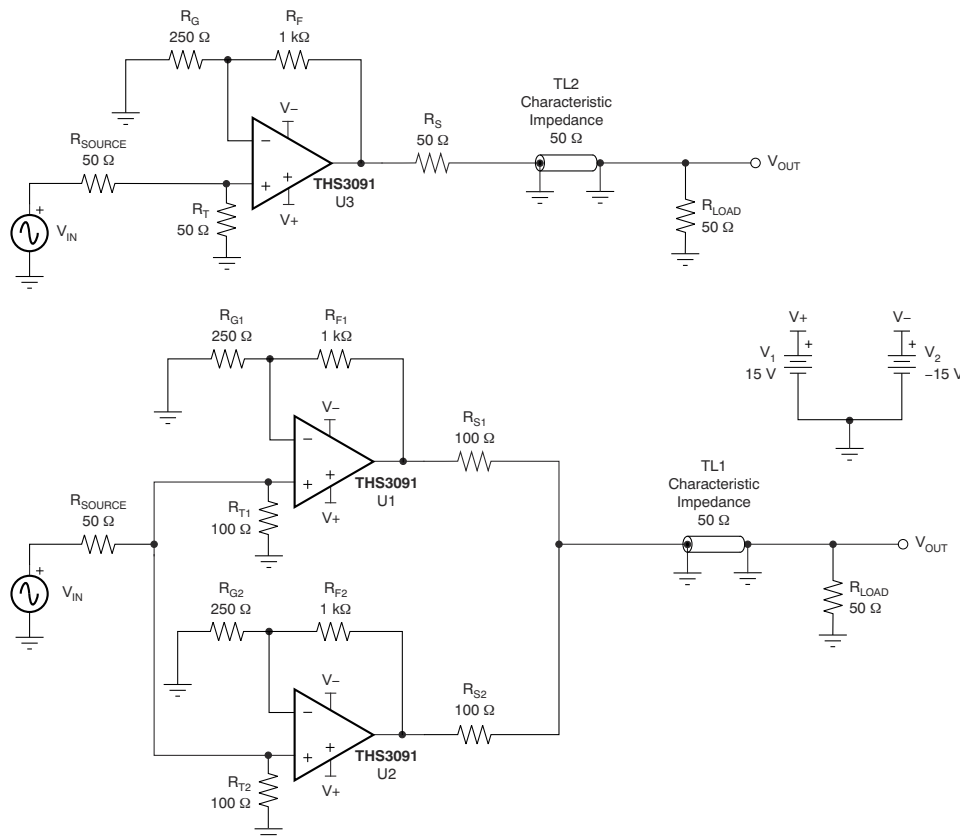 R_G
250 Ω
R_F
1 kΩ
TL2
Characteristic
Impedance
50 Ω
R_S
50 Ω
V−
−
+
+
THS3091
U3
V+
R_SOURCE
50 Ω
R_T
50 Ω
+
V_IN
V_OUT
R_LOAD
50 Ω
R_G1
250 Ω
R_F1
1 kΩ
V−
−
+
+
THS3091
U1
V+
R_S1
100 Ω
V+
+
V_1
15 V
V−
+
V_2
−15 V
R_SOURCE
50 Ω
R_T1
100 Ω
+
V_IN
TL1
Characteristic
Impedance
50 Ω
V_OUT
R_LOAD
50 Ω
R_G2
250 Ω
R_F2
1 kΩ
V−
−
+
+
THS3091
U2
V+
R_S2
100 Ω
R_T2
100 Ω